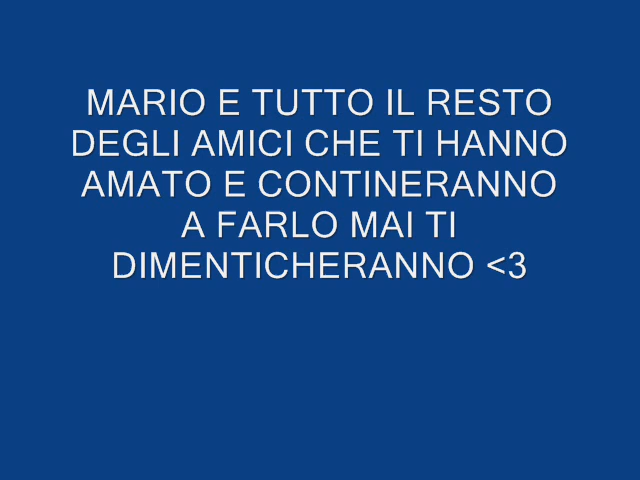 MARIO E TUTTO IL RESTO
DEGLI AMICI CHE TI HANNO
AMATO E CONTINERANNO
A FARLO MAI TI
DIMENTICHERANNO <3